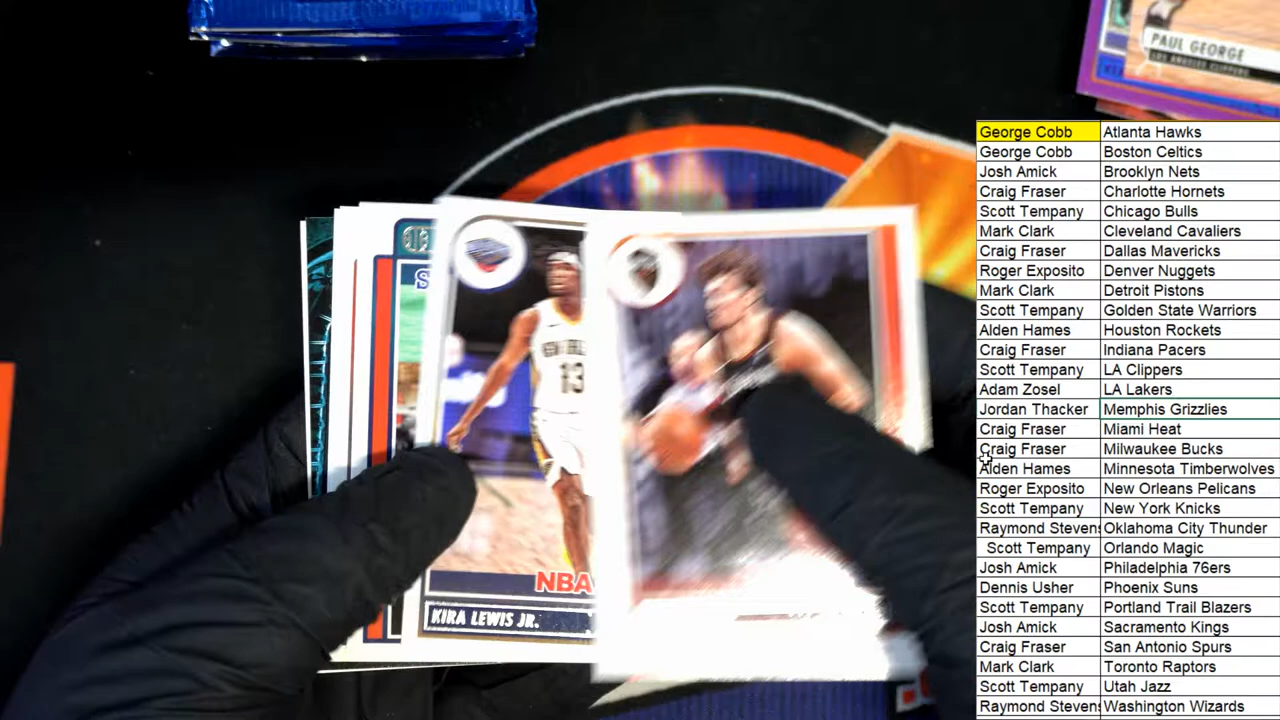 PAUL GEORGE
LOS ANGELES CLIPPERS
13
NBA
KIRA LEWIS JR.
George Cobb Atlanta Hawks
George Cobb Boston Celtics
Josh Amick Brooklyn Nets
Craig Fraser Charlotte Hornets
Scott Tempany Chicago Bulls
Mark Clark Cleveland Cavaliers
Craig Fraser Dallas Mavericks
Roger Exposito Denver Nuggets
Mark Clark Detroit Pistons
Scott Tempany Golden State Warriors
Alden Hames Houston Rockets
Craig Fraser Indiana Pacers
Scott Tempany LA Clippers
Adam Zosel LA Lakers
Jordan Thacker Memphis Grizzlies
Craig Fraser Miami Heat
Craig Fraser Milwaukee Bucks
Alden Hames Minnesota Timberwolves
Roger Exposito New Orleans Pelicans
Scott Tempany New York Knicks
Raymond Stevens Oklahoma City Thunder
Scott Tempany Orlando Magic
Josh Amick Philadelphia 76ers
Dennis Usher Phoenix Suns
Scott Tempany Portland Trail Blazers
Josh Amick Sacramento Kings
Craig Fraser San Antonio Spurs
Mark Clark Toronto Raptors
Scott Tempany Utah Jazz
Raymond Stevens Washington Wizards